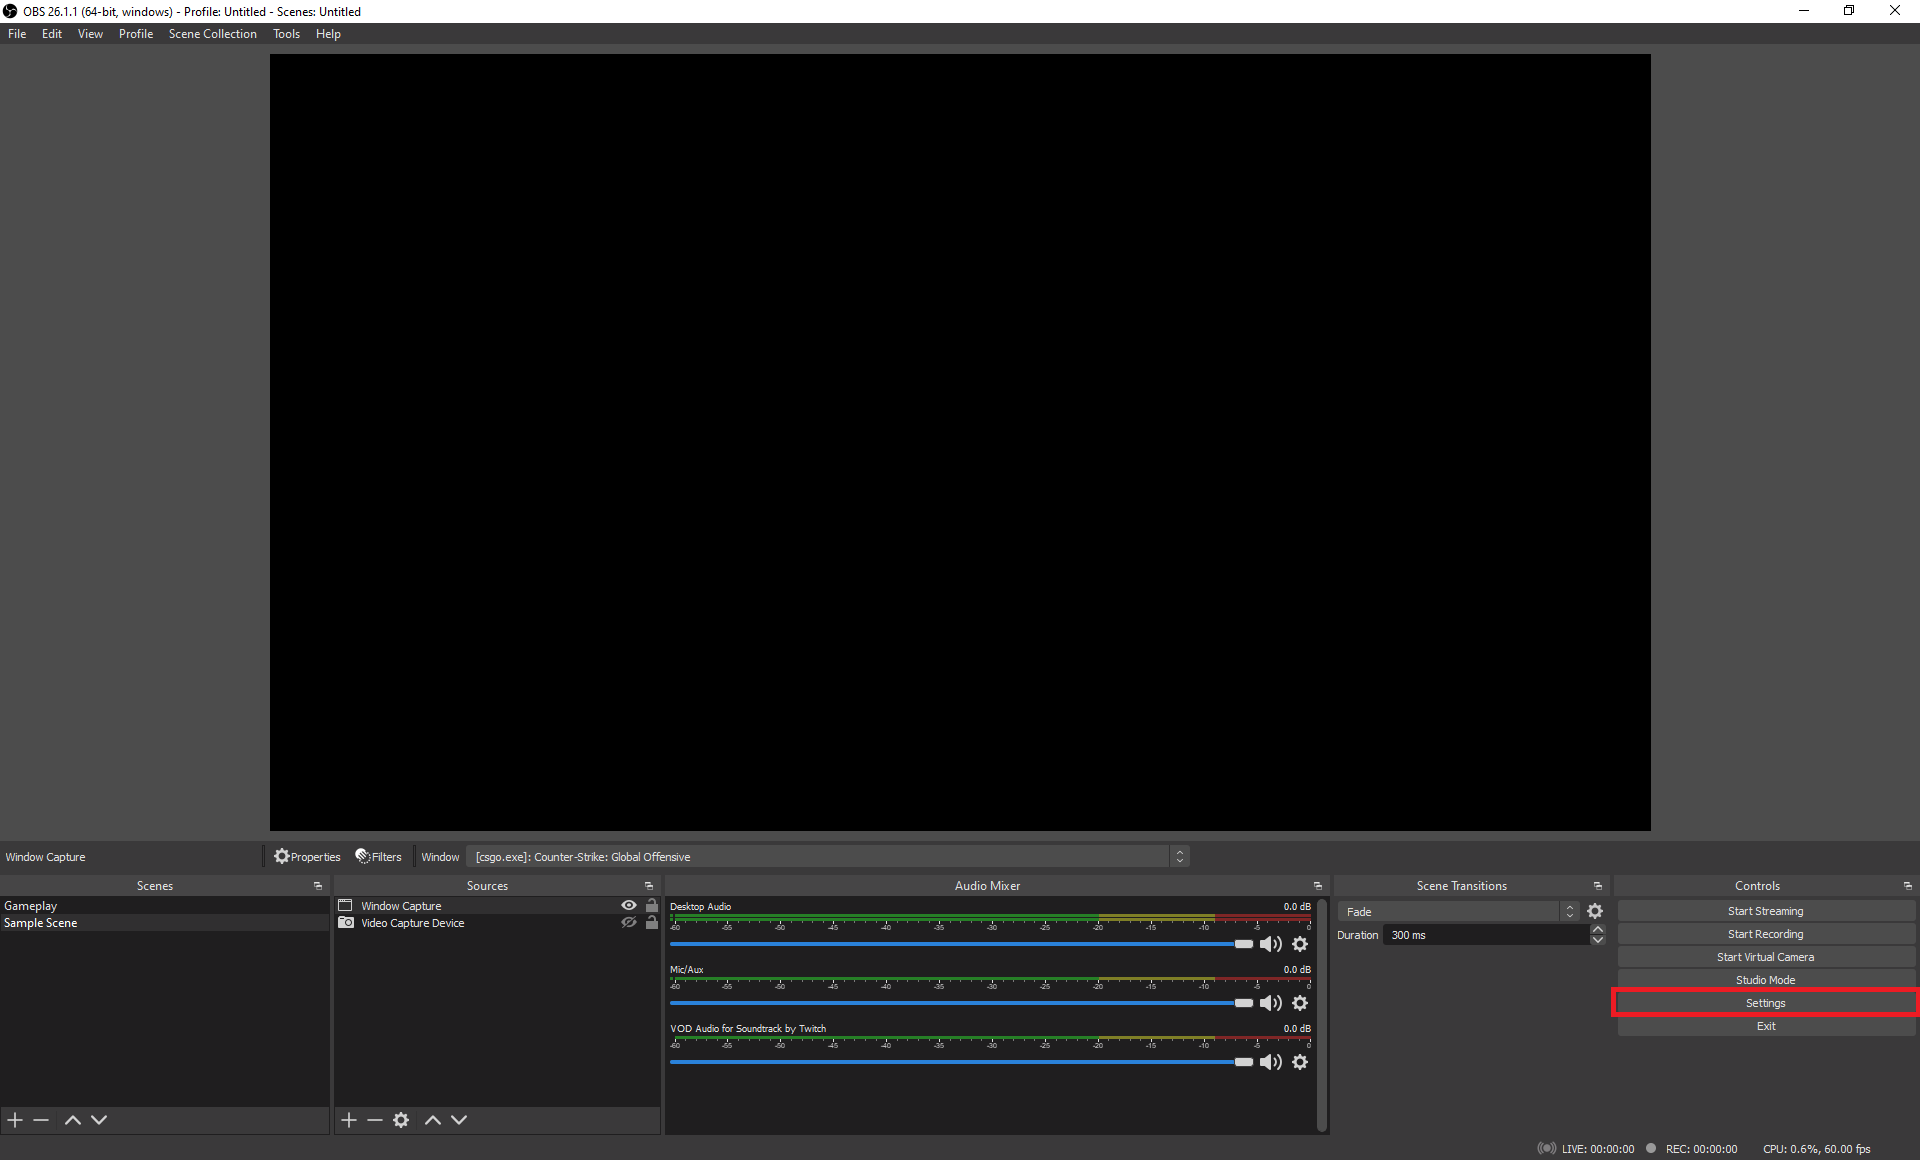 OBS 26.1.1 (64-bit, windows) - Profile: Untitled - Scenes: Untitled
File Edit View Profile Scene Collection Tools Help
Window Capture Properties Filters Window [csgo.exe]: Counter-Strike: Global Offensive
Scenes
Gameplay
Sample Scene
Sources
Window Capture
Video Capture Device
Audio Mixer
Desktop Audio 0.0 dB
-60 -55 -50 -45 -40 -35 -30 -25 -20 -15 -10 -5 0
Mic/Aux 0.0 dB
-60 -55 -50 -45 -40 -35 -30 -25 -20 -15 -10 -5 0
VOD Audio for Soundtrack by Twitch 0.0 dB
-60 -55 -50 -45 -40 -35 -30 -25 -20 -15 -10 -5 0
Scene Transitions
Fade
Duration 300 ms
Controls
Start Streaming
Start Recording
Start Virtual Camera
Studio Mode
Settings
Exit
LIVE: 00:00:00 REC: 00:00:00 CPU: 0.6%, 60.00 fps